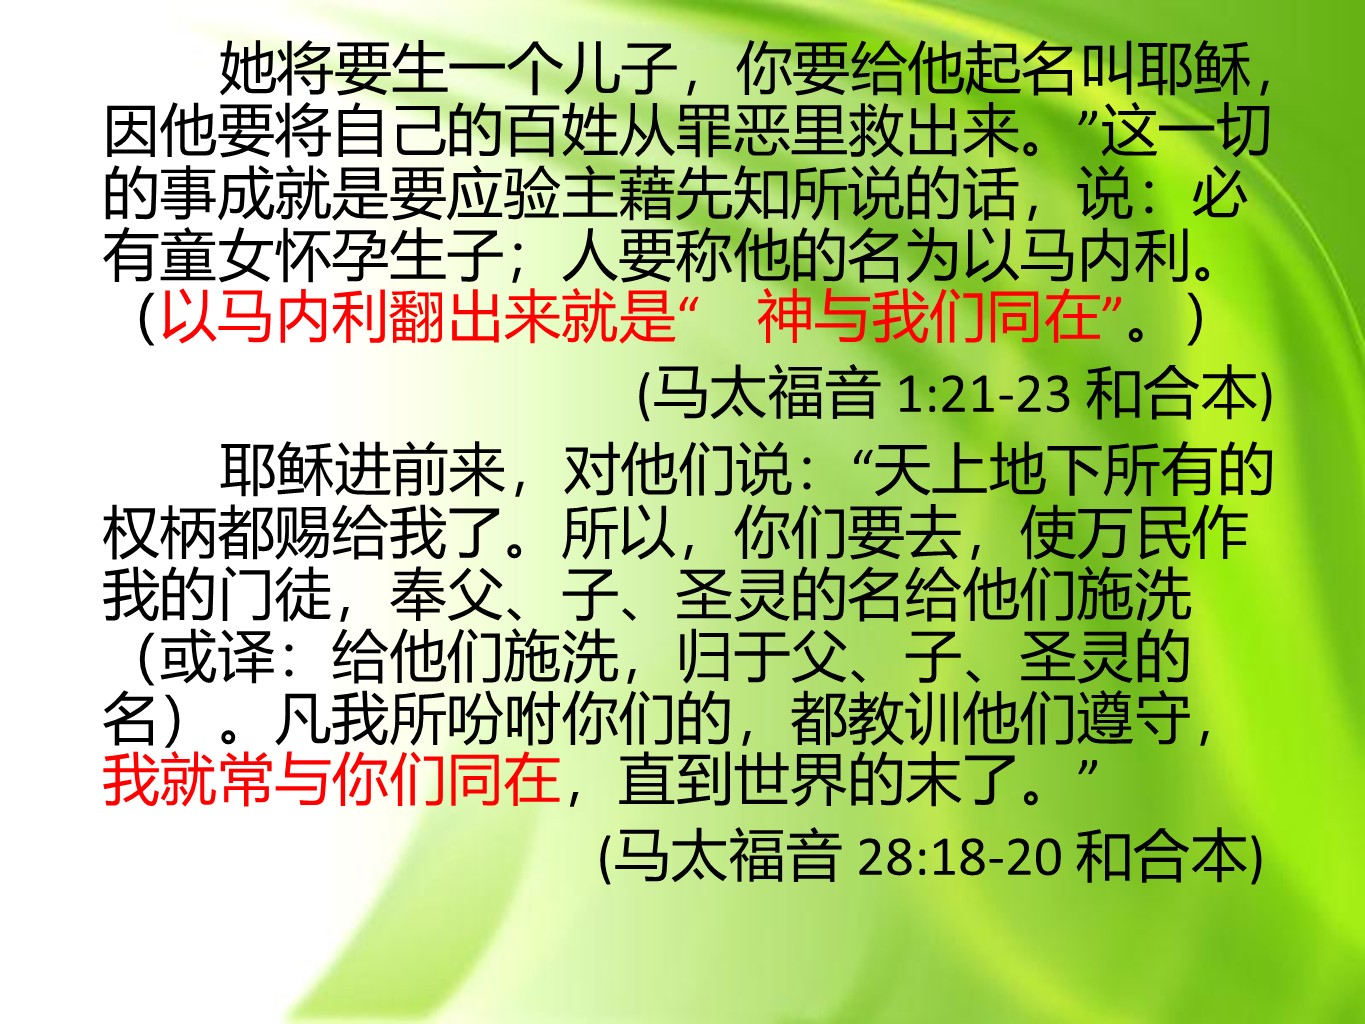 她将要生一个儿子，你要给他起名叫耶稣，
因他要将自己的百姓从罪恶里救出来。”这一切
的事成就是要应验主藉先知所说的话，说：必
有童女怀孕生子；人要称他的名为以马内利。
（以马内利翻出来就是“　神与我们同在”。）
(马太福音 1:21-23 和合本)
耶稣进前来，对他们说：“天上地下所有的
权柄都赐给我了。所以，你们要去，使万民作
我的门徒，奉父、子、圣灵的名给他们施洗
（或译：给他们施洗，归于父、子、圣灵的
名）。凡我所吩咐你们的，都教训他们遵守，
我就常与你们同在，直到世界的末了。”
(马太福音 28:18-20 和合本)